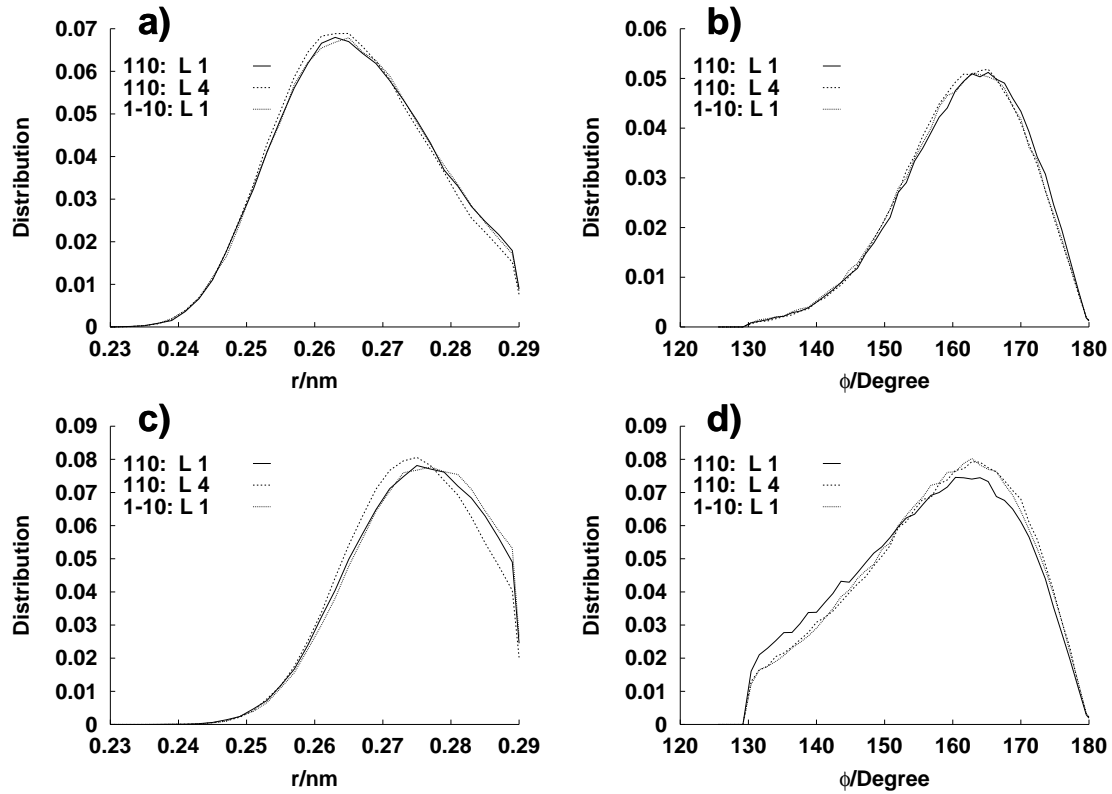 a)
0.07
0.06
0.05
0.04
0.03
0.02
0.01
0
Distribution
110: L 1
110: L 4
1-10: L 1
0.23 0.24 0.25 0.26 0.27 0.28 0.29
r/nm
b)
0.06
0.05
0.04
0.03
0.02
0.01
0
Distribution
110: L 1
110: L 4
1-10: L 1
120 130 140 150 160 170 180
ϕ/Degree
c)
0.09
0.08
0.07
0.06
0.05
0.04
0.03
0.02
0.01
0
Distribution
110: L 1
110: L 4
1-10: L 1
0.23 0.24 0.25 0.26 0.27 0.28 0.29
r/nm
d)
0.09
0.08
0.07
0.06
0.05
0.04
0.03
0.02
0.01
0
Distribution
110: L 1
110: L 4
1-10: L 1
120 130 140 150 160 170 180
ϕ/Degree